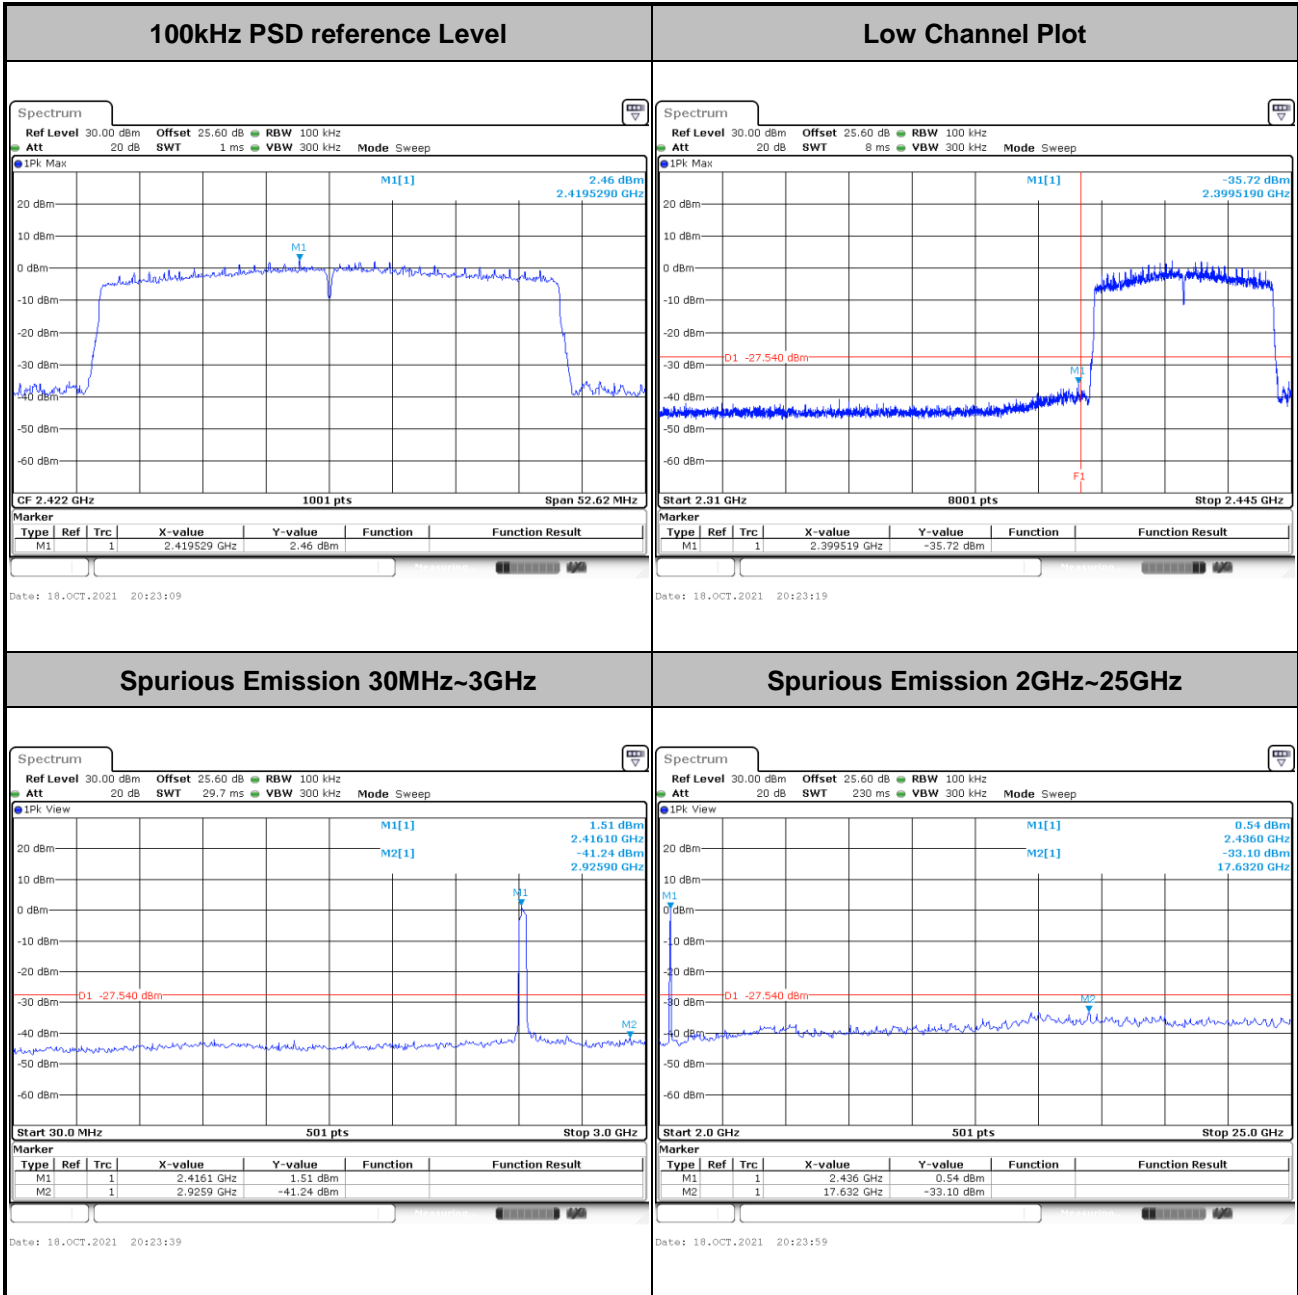 100kHz PSD reference Level
Spectrum
Ref Level 30.00 dBm Offset 25.60 dB RBW 100 kHz
Att 20 dB SWT 1 ms VBW 300 kHz Mode Sweep
1Pk Max
M1[1] 2.46 dBm
2.4195290 GHz
20 dBm
10 dBm
M1
0 dBm
-10 dBm
-20 dBm
-30 dBm
-40 dBm
-50 dBm
-60 dBm
CF 2.422 GHz 1001 pts Span 52.62 MHz
Marker
Type Ref Trc X-value Y-value Function Function Result
M1 1 2.419529 GHz 2.46 dBm
Measuring...
Date: 18.OCT.2021 20:23:09
Low Channel Plot
Spectrum
Ref Level 30.00 dBm Offset 25.60 dB RBW 100 kHz
Att 20 dB SWT 8 ms VBW 300 kHz Mode Sweep
1Pk Max
M1[1] -35.72 dBm
2.3995190 GHz
20 dBm
10 dBm
0 dBm
-10 dBm
-20 dBm
D1 -27.540 dBm
-30 dBm
M1
-40 dBm
-50 dBm
-60 dBm
F1
Start 2.31 GHz 8001 pts Stop 2.445 GHz
Marker
Type Ref Trc X-value Y-value Function Function Result
M1 1 2.399519 GHz -35.72 dBm
Measuring...
Date: 18.OCT.2021 20:23:19
Spurious Emission 30MHz~3GHz
Spectrum
Ref Level 30.00 dBm Offset 25.60 dB RBW 100 kHz
Att 20 dB SWT 29.7 ms VBW 300 kHz Mode Sweep
1Pk View
M1[1] 1.51 dBm
2.41610 GHz
M2[1] -41.24 dBm
2.92590 GHz
20 dBm
10 dBm
M1
0 dBm
-10 dBm
-20 dBm
D1 -27.540 dBm
-30 dBm
M2
-40 dBm
-50 dBm
-60 dBm
Start 30.0 MHz 501 pts Stop 3.0 GHz
Marker
Type Ref Trc X-value Y-value Function Function Result
M1 1 2.4161 GHz 1.51 dBm
M2 1 2.9259 GHz -41.24 dBm
Measuring...
Date: 18.OCT.2021 20:23:39
Spurious Emission 2GHz~25GHz
Spectrum
Ref Level 30.00 dBm Offset 25.60 dB RBW 100 kHz
Att 20 dB SWT 230 ms VBW 300 kHz Mode Sweep
1Pk View
M1[1] 0.54 dBm
2.4360 GHz
M2[1] -33.10 dBm
17.6320 GHz
20 dBm
10 dBm
M1
0 dBm
-10 dBm
-20 dBm
D1 -27.540 dBm
-30 dBm
M2
-40 dBm
-50 dBm
-60 dBm
Start 2.0 GHz 501 pts Stop 25.0 GHz
Marker
Type Ref Trc X-value Y-value Function Function Result
M1 1 2.436 GHz 0.54 dBm
M2 1 17.632 GHz -33.10 dBm
Measuring...
Date: 18.OCT.2021 20:23:59